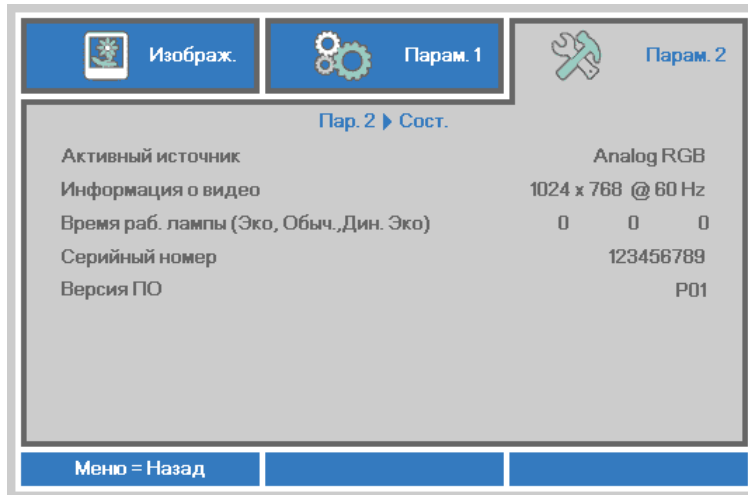 Изображ. Парам. 1 Парам. 2
Пар. 2 Сост.
Активный источник Analog RGB
Информация о видео 1024 x 768 @ 60 Hz
Время раб. лампы (Эко, Обыч.,Дин. Эко) 0 0 0
Серийный номер 123456789
Версия ПО P01
Меню = Назад